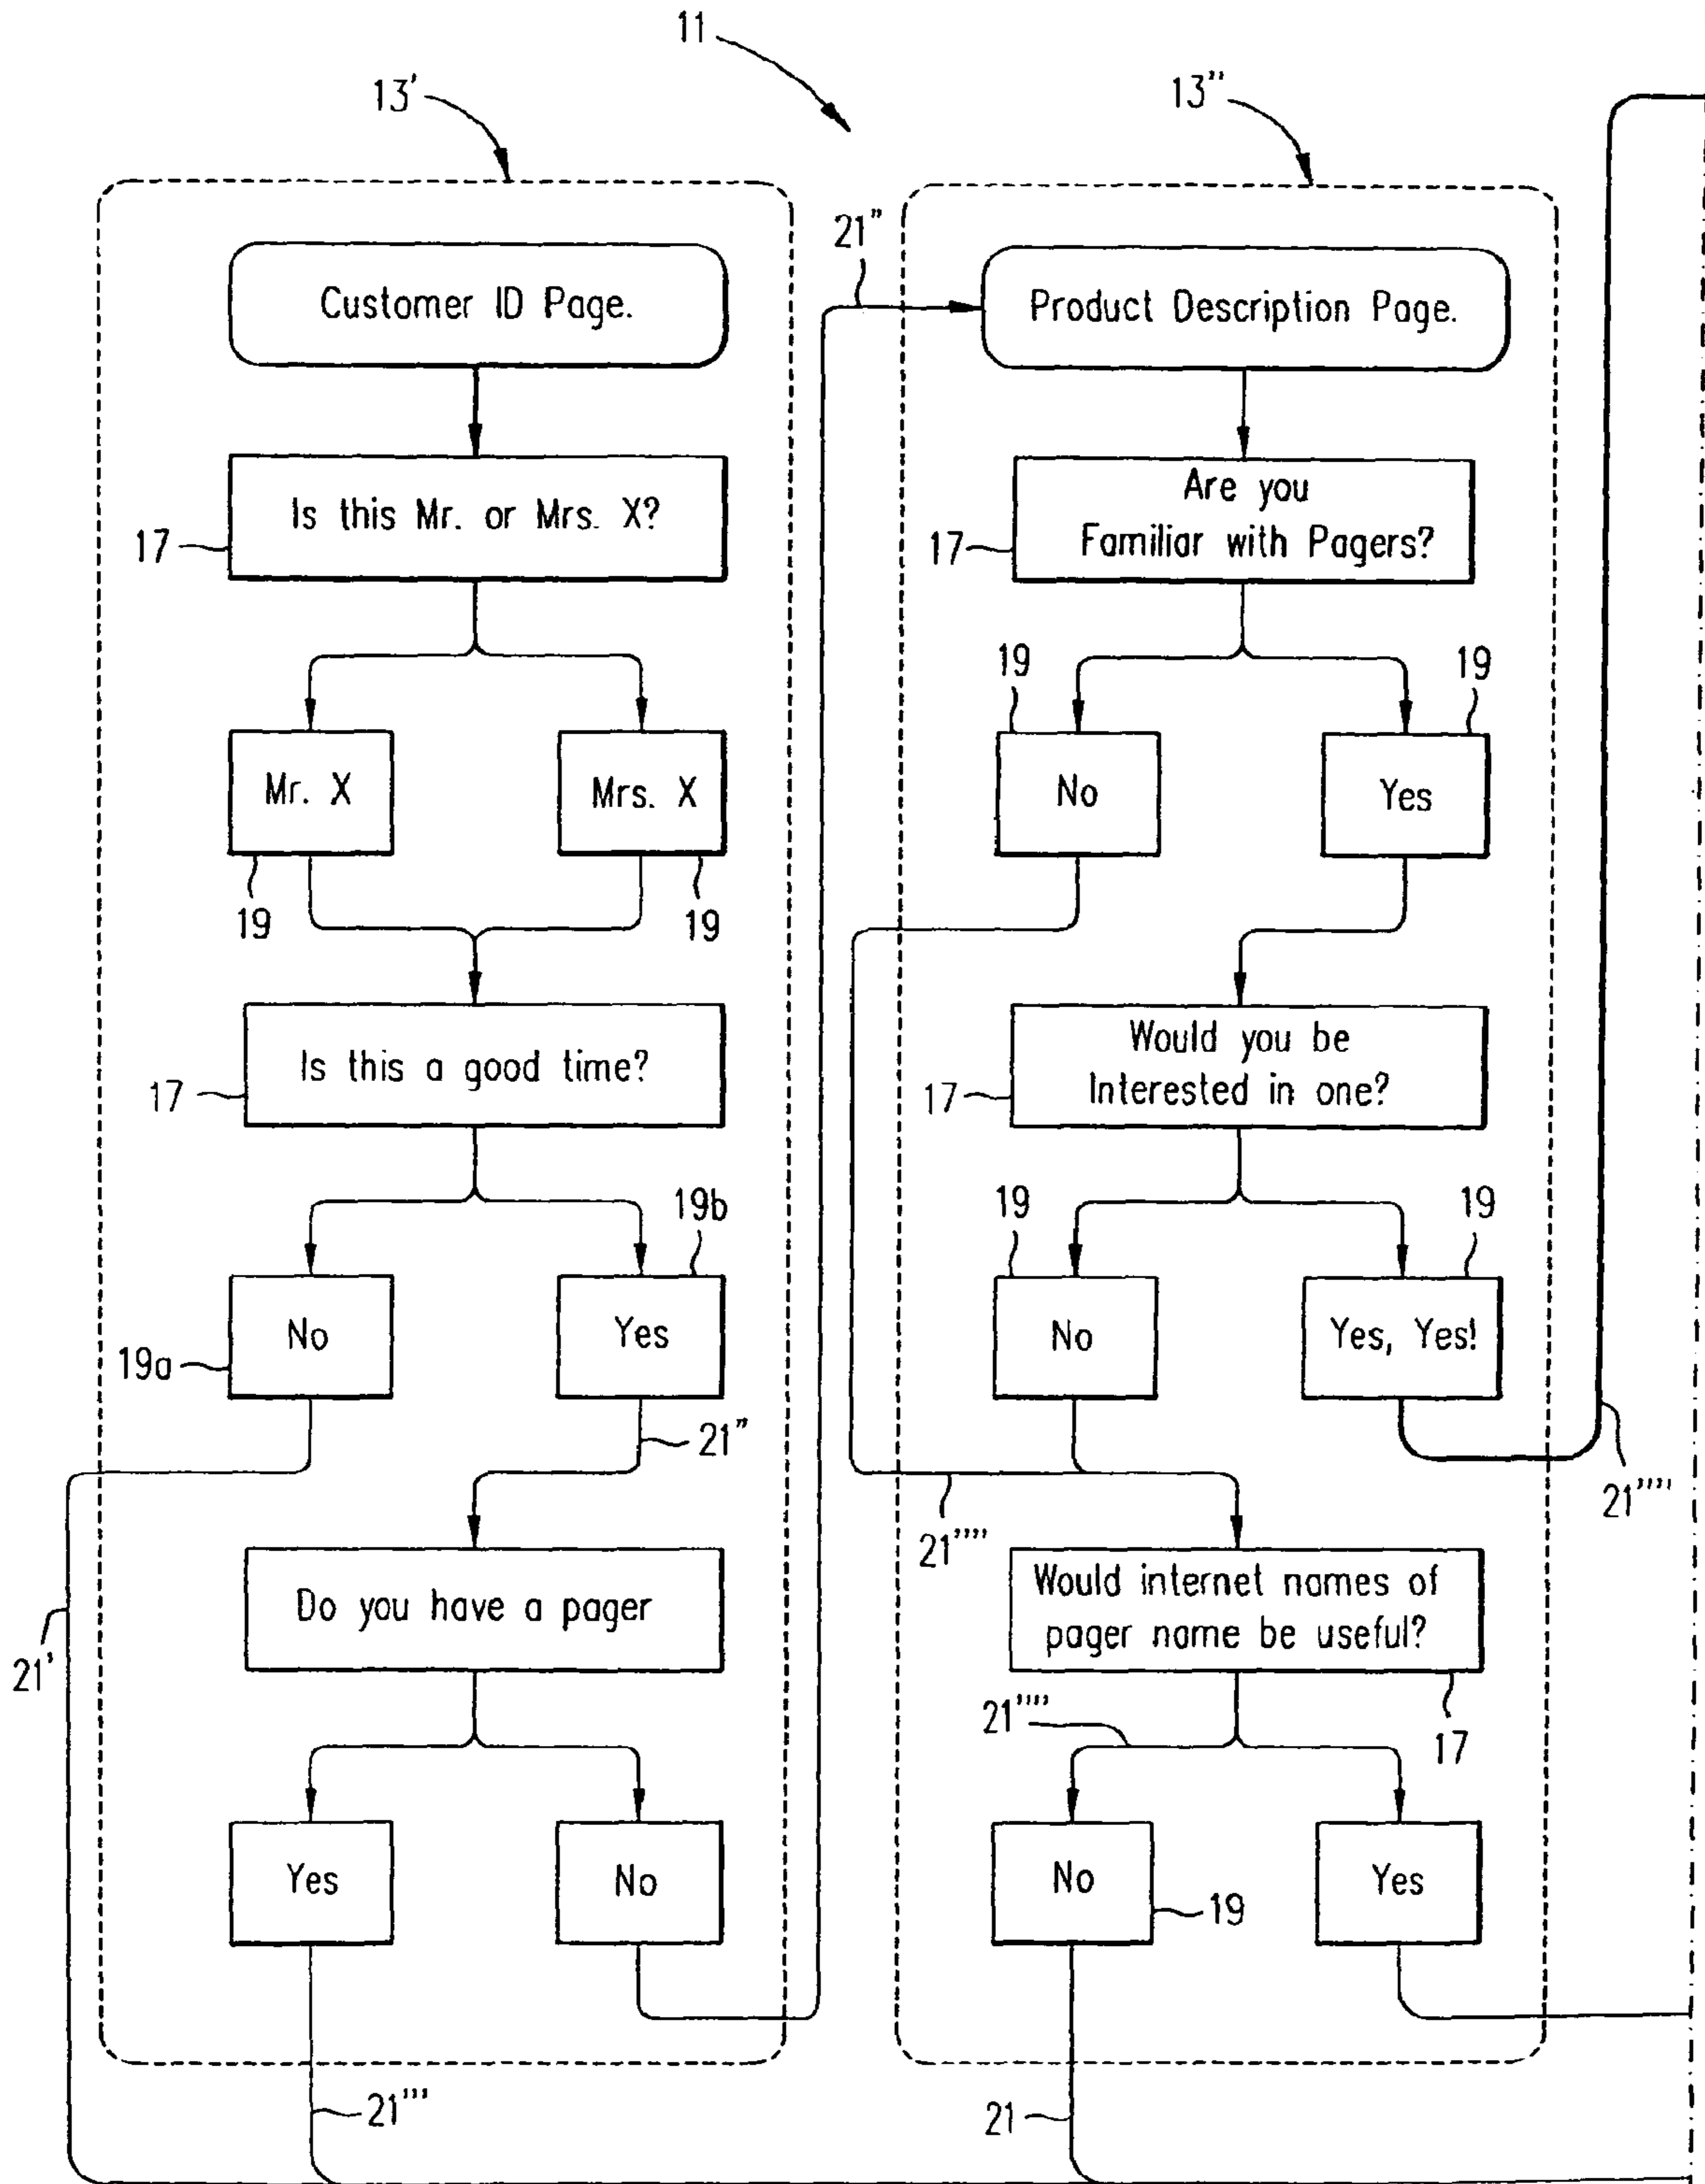 11
13'
13"
21"
Customer ID Page.
Is this Mr. or Mrs. X?
17
Mr. X
Mrs. X
19
19
Is this a good time?
17
19b
No
Yes
19a
21"
Do you have a pager
21'
Yes
No
21'''
Product Description Page.
Are you
Familiar with Pagers?
17
19
19
No
Yes
Would you be
Interested in one?
17
19
19
No
Yes, Yes!
21''''
21''''
Would internet names of
pager name be useful?
17
21''''
No
Yes
19
21